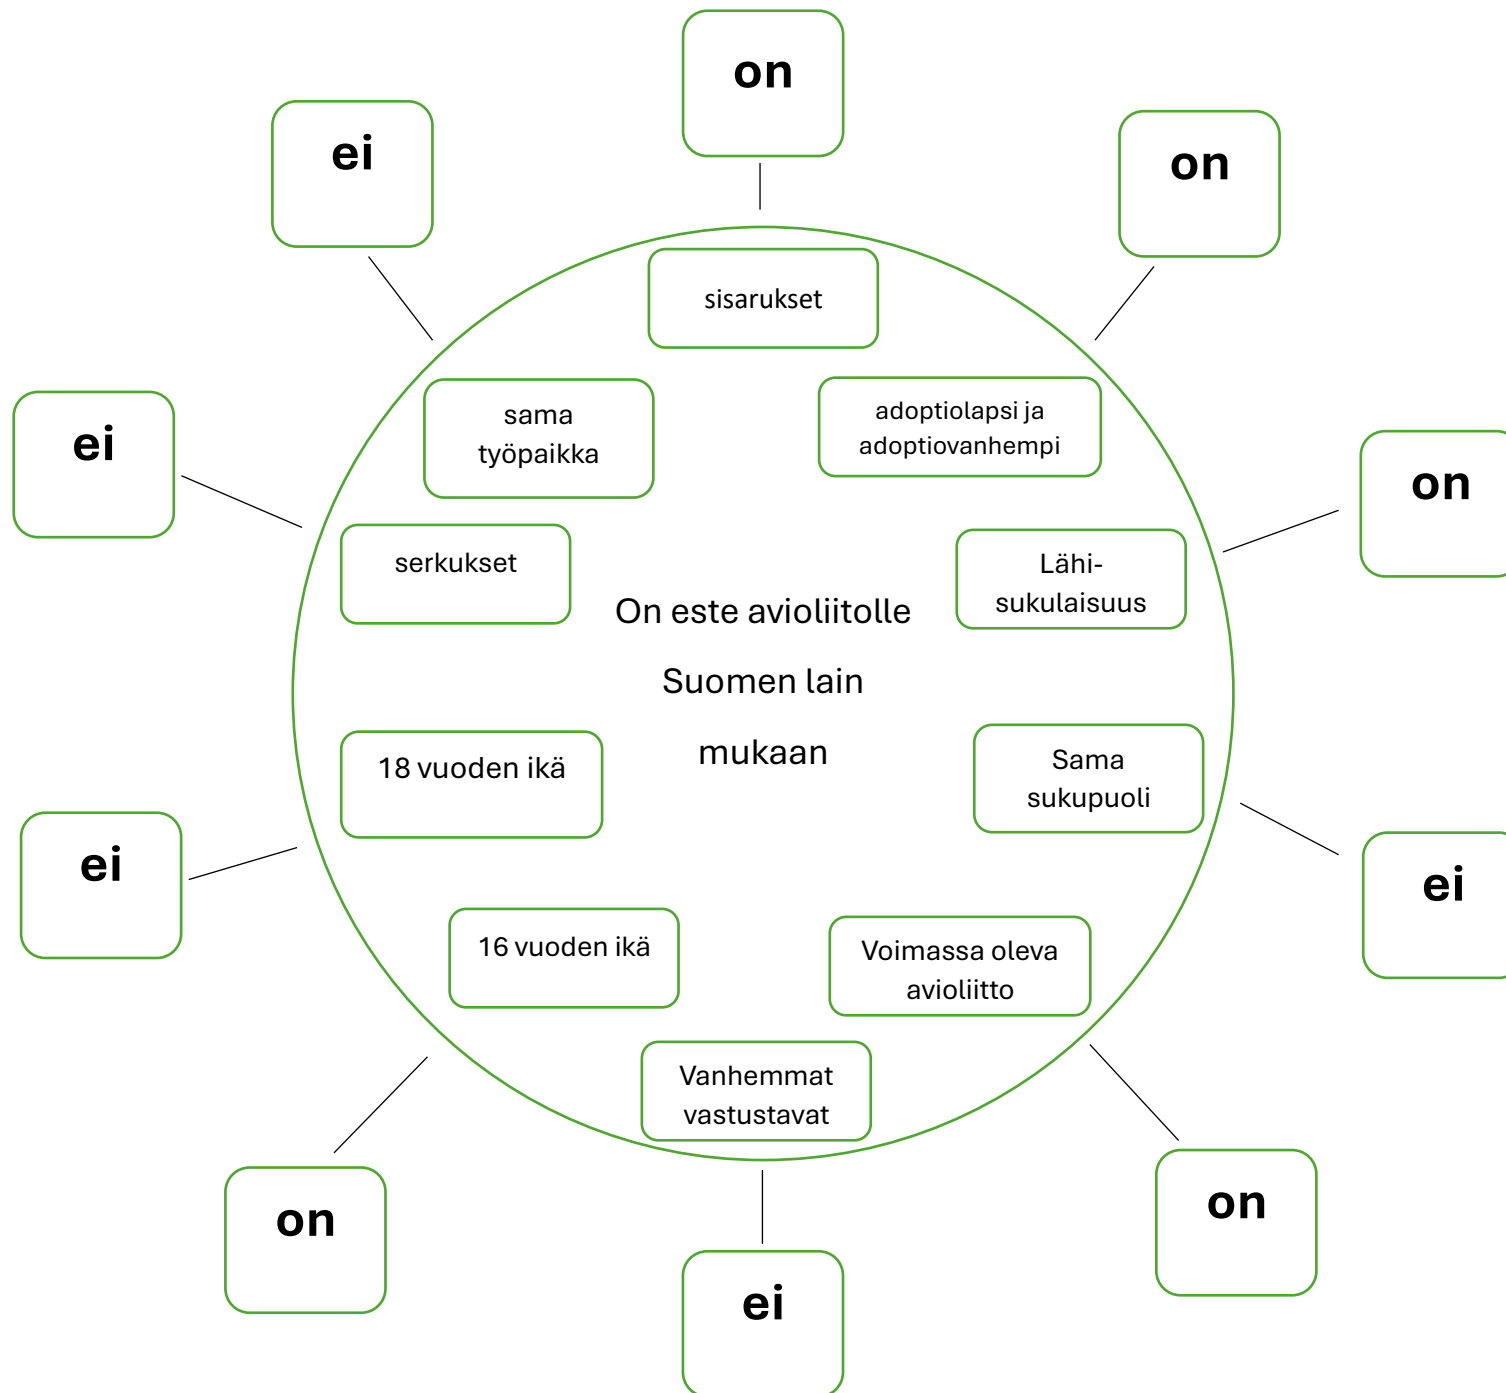 on
ei
on
sisarukset
sama
työpaikka
adoptiolapsi ja
adoptiovanhempi
ei
on
serkukset
Lähi-
sukulaisuus
On este avioliitolle
Suomen lain
mukaan
18 vuoden ikä
Sama
sukupuoli
ei
ei
16 vuoden ikä
Voimassa oleva
avioliitto
Vanhemmat
vastustavat
on
on
ei